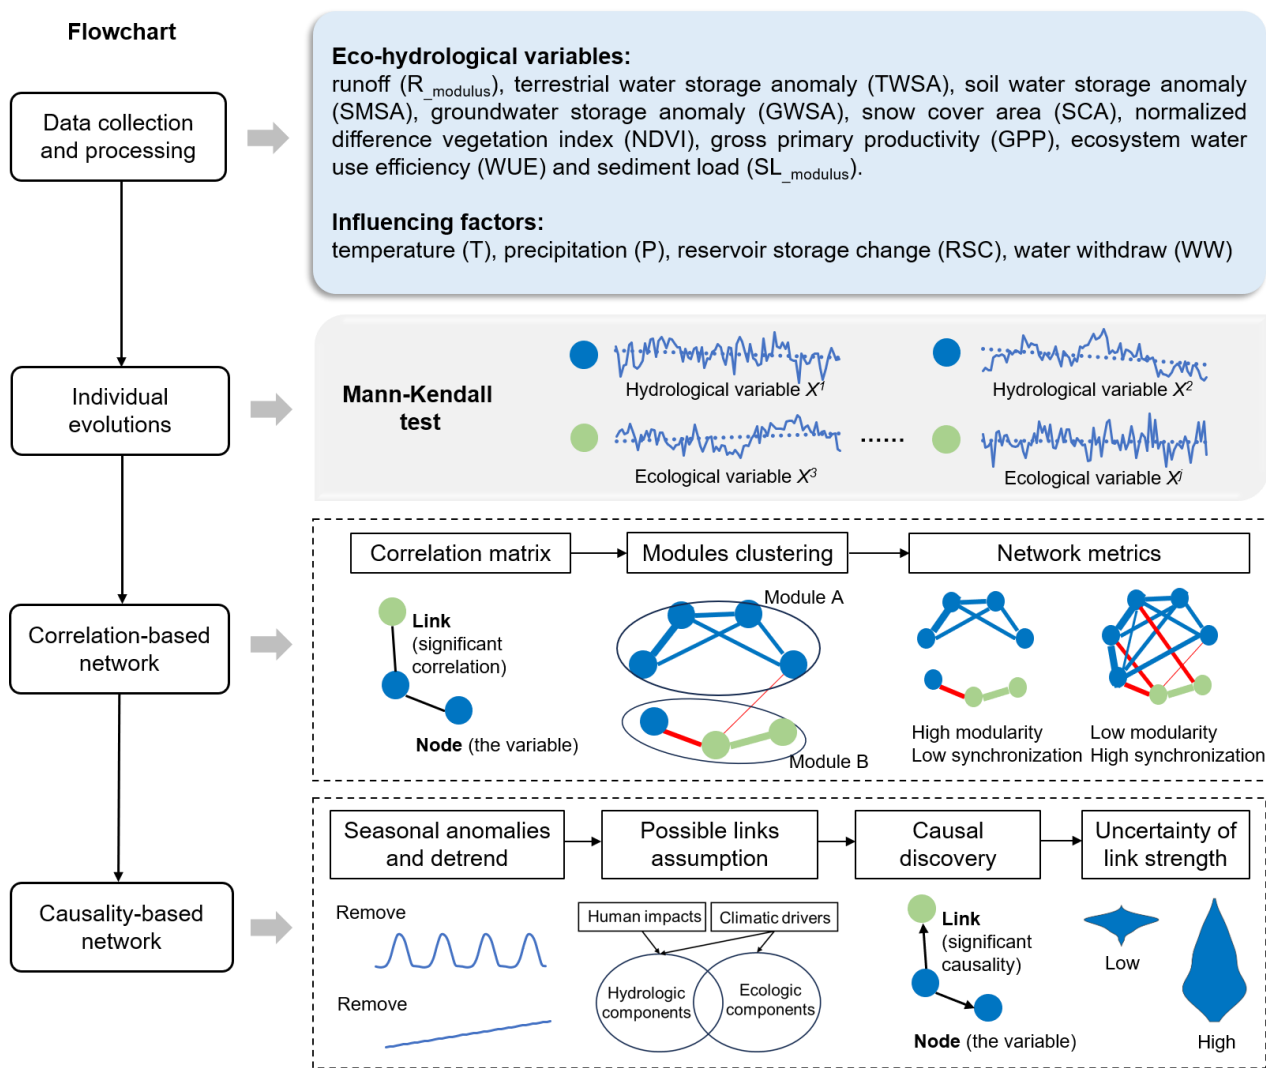 Flowchart
Data collection
and processing
Eco-hydrological variables:
runoff (R_modulus), terrestrial water storage anomaly (TWSA), soil water storage anomaly
(SMSA), groundwater storage anomaly (GWSA), snow cover area (SCA), normalized
difference vegetation index (NDVI), gross primary productivity (GPP), ecosystem water
use efficiency (WUE) and sediment load (SL_modulus).
Influencing factors:
temperature (T), precipitation (P), reservoir storage change (RSC), water withdraw (WW)
Individual
evolutions
Mann-Kendall
test
Hydrological variable X1
Hydrological variable X2
Ecological variable X3
......
Ecological variable Xj
Correlation-based
network
Correlation matrix
Modules clustering
Network metrics
Link
(significant
correlation)
Node (the variable)
Module A
Module B
High modularity
Low synchronization
Low modularity
High synchronization
Causality-based
network
Seasonal anomalies
and detrend
Possible links
assumption
Causal
discovery
Uncertainty of
link strength
Remove
Remove
Human impacts
Climatic drivers
Hydrologic
components
Ecologic
components
Link
(significant
causality)
Node (the variable)
Low
High